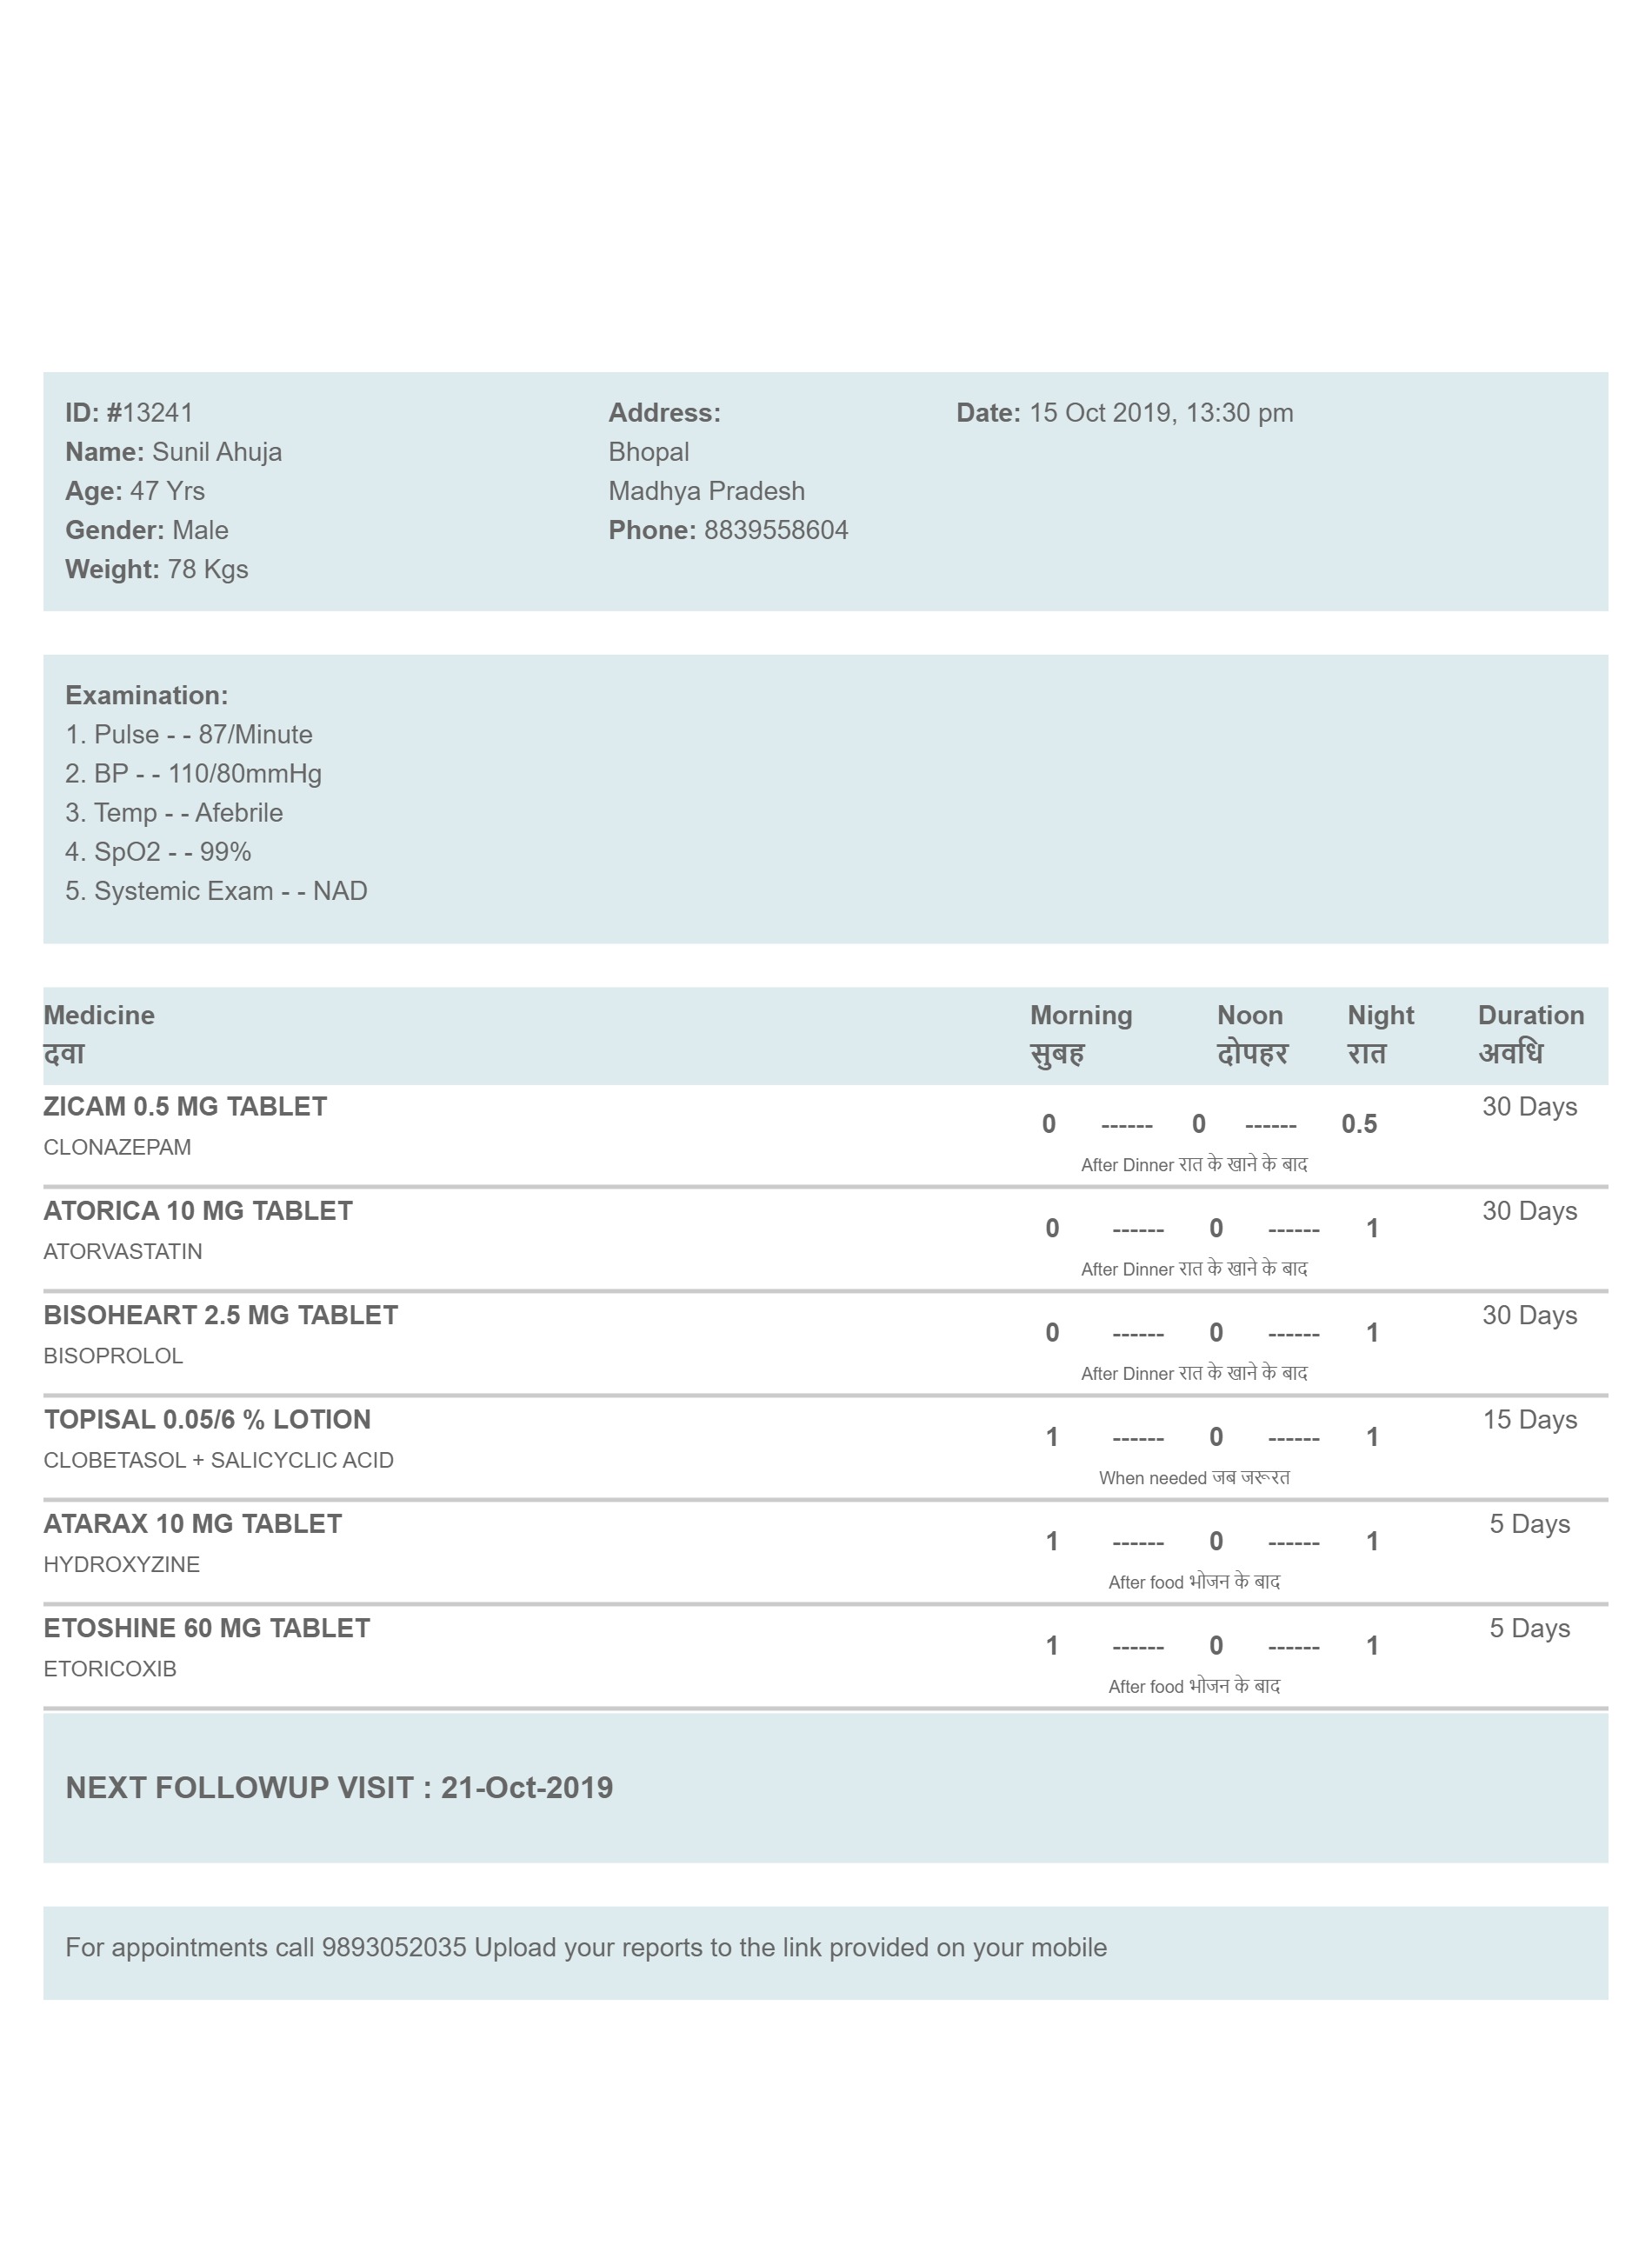 ID: #13241
Name: Sunil Ahuja
Age: 47 Yrs
Gender: Male
Weight: 78 Kgs
Address:
Bhopal
Madhya Pradesh
Phone: 8839558604
Date: 15 Oct 2019, 13:30 pm
Examination:
1. Pulse - - 87/Minute
2. BP - - 110/80mmHg
3. Temp - - Afebrile
4. SpO2 - - 99%
5. Systemic Exam - - NAD
Medicine Morning Noon Night Duration
दवा सुबह दोपहर रात अवधि
ZICAM 0.5 MG TABLET 0 ------ 0 ------ 0.5 30 Days
CLONAZEPAM After Dinner रात के खाने के बाद
ATORICA 10 MG TABLET 0 ------ 0 ------ 1 30 Days
ATORVASTATIN After Dinner रात के खाने के बाद
BISOHEART 2.5 MG TABLET 0 ------ 0 ------ 1 30 Days
BISOPROLOL After Dinner रात के खाने के बाद
TOPISAL 0.05/6 % LOTION 1 ------ 0 ------ 1 15 Days
CLOBETASOL + SALICYCLIC ACID When needed जब जरूरत
ATARAX 10 MG TABLET 1 ------ 0 ------ 1 5 Days
HYDROXYZINE After food भोजन के बाद
ETOSHINE 60 MG TABLET 1 ------ 0 ------ 1 5 Days
ETORICOXIB After food भोजन के बाद
NEXT FOLLOWUP VISIT : 21-Oct-2019
For appointments call 9893052035 Upload your reports to the link provided on your mobile